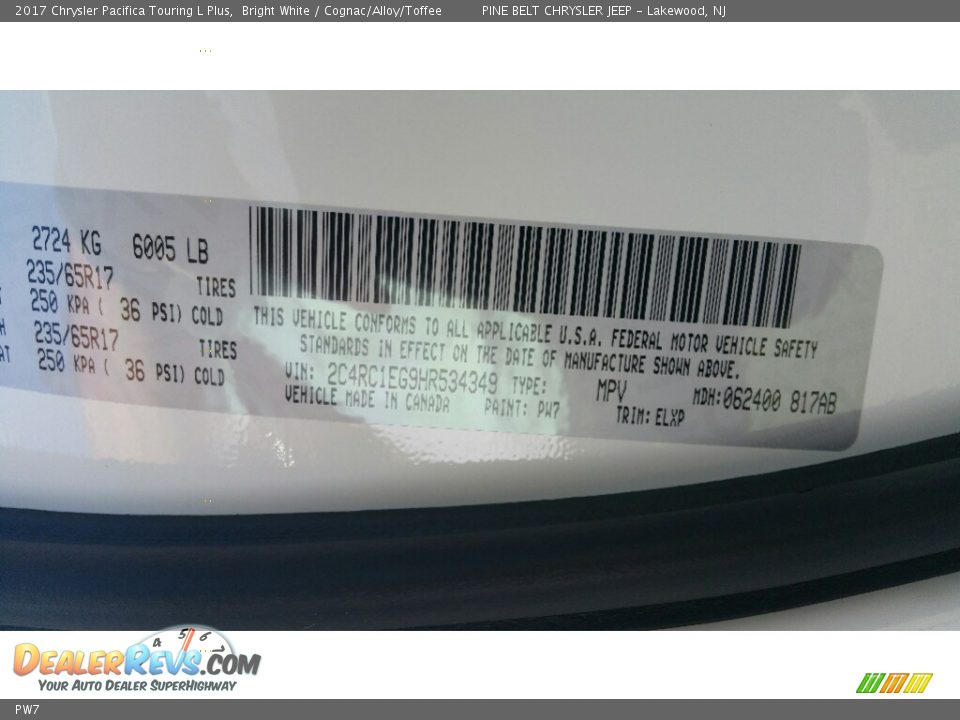 2017 Chrysler Pacifica Touring L Plus, Bright White / Cognac/Alloy/Toffee PINE BELT CHRYSLER JEEP - Lakewood, NJ
2724 KG 6005 LB
235/65R17 TIRES
250 KPA ( 36 PSI) COLD
235/65R17 TIRES
250 KPA ( 36 PSI) COLD
THIS VEHICLE CONFORMS TO ALL APPLICABLE U.S.A. FEDERAL MOTOR VEHICLE SAFETY
STANDARDS IN EFFECT ON THE DATE OF MANUFACTURE SHOWN ABOVE.
VIN: 2C4RC1EG9HR534349 TYPE: MPV MDH:062400 817AB
VEHICLE MADE IN CANADA PAINT: PW7 TRIM: ELXP
4 5 6 7
DEALERREVS.COM
YOUR AUTO DEALER SUPERHIGHWAY
PW7